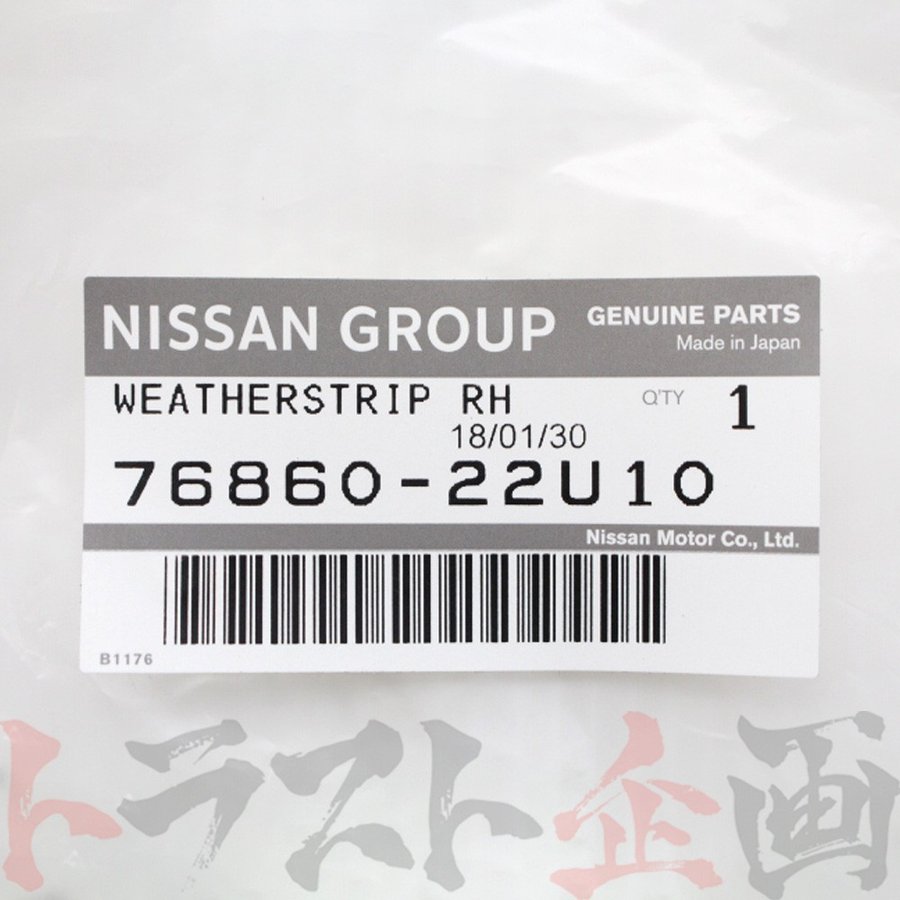 NISSAN GROUP
GENUINE PARTS
Made in Japan
WEATHERSTRIP RH
Q'TY 1
18/01/30
76860-22U10
Nissan Motor Co., Ltd.
B1176
トラスト企画